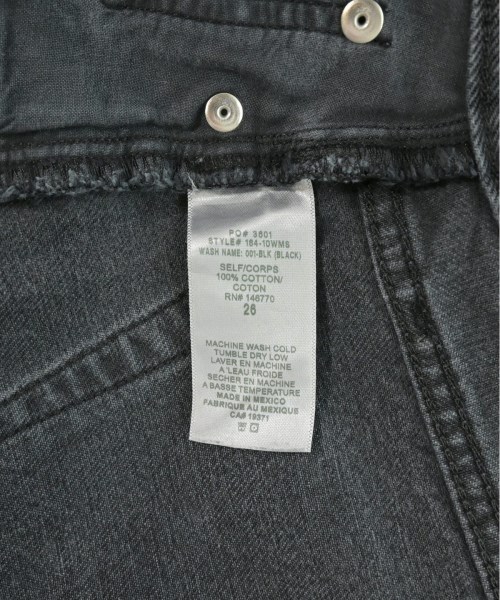 PO# 3601
STYLE# 184-10WMS
WASH NAME: 001-BLK (BLACK)
SELF/CORPS
100% COTTON/
COTON
RN# 146770
26
MACHINE WASH COLD
TUMBLE DRY LOW
LAVER EN MACHINE
A L'EAU FROIDE
SECHER EN MACHINE
A BASSE TEMPERATURE
MADE IN MEXICO
FABRIQUE AU MEXIQUE
CA# 19371